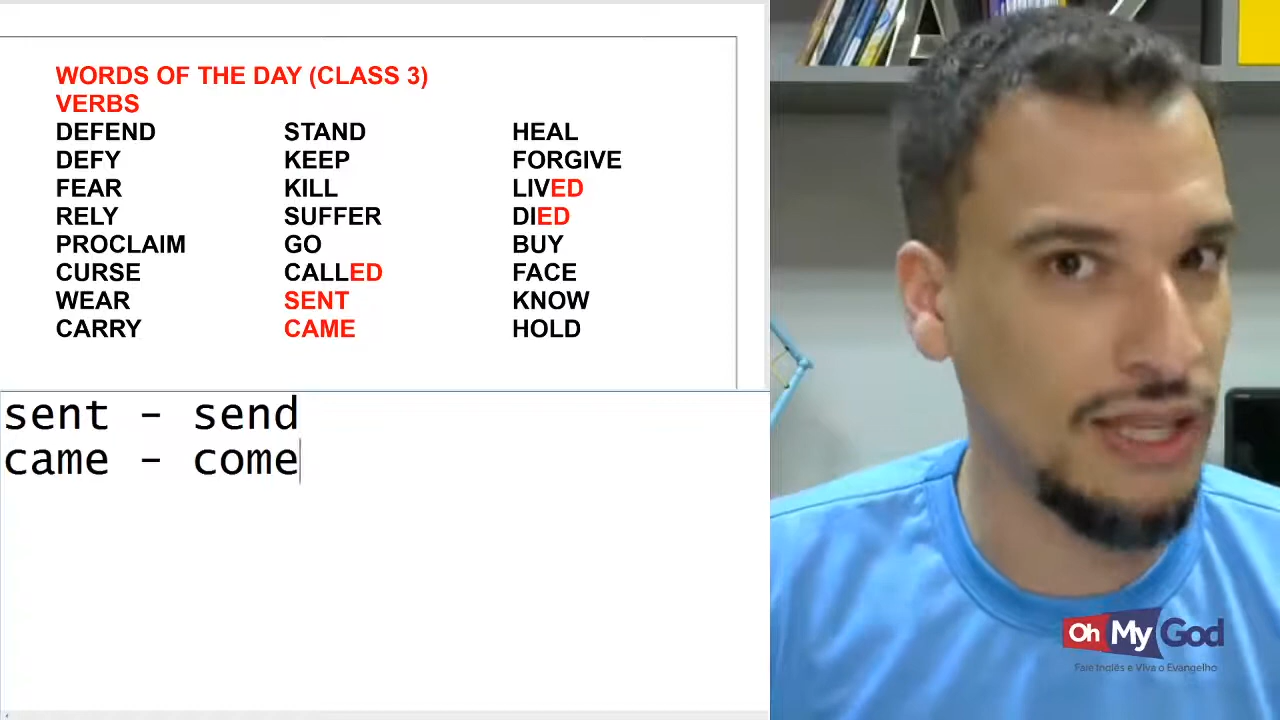 WORDS OF THE DAY (CLASS 3)
VERBS
DEFEND STAND HEAL
DEFY KEEP FORGIVE
FEAR KILL LIVED
RELY SUFFER DIED
PROCLAIM GO BUY
CURSE CALLED FACE
WEAR SENT KNOW
CARRY CAME HOLD
sent - send
came - come
Oh My God
Fale Inglês e Viva o Evangelho